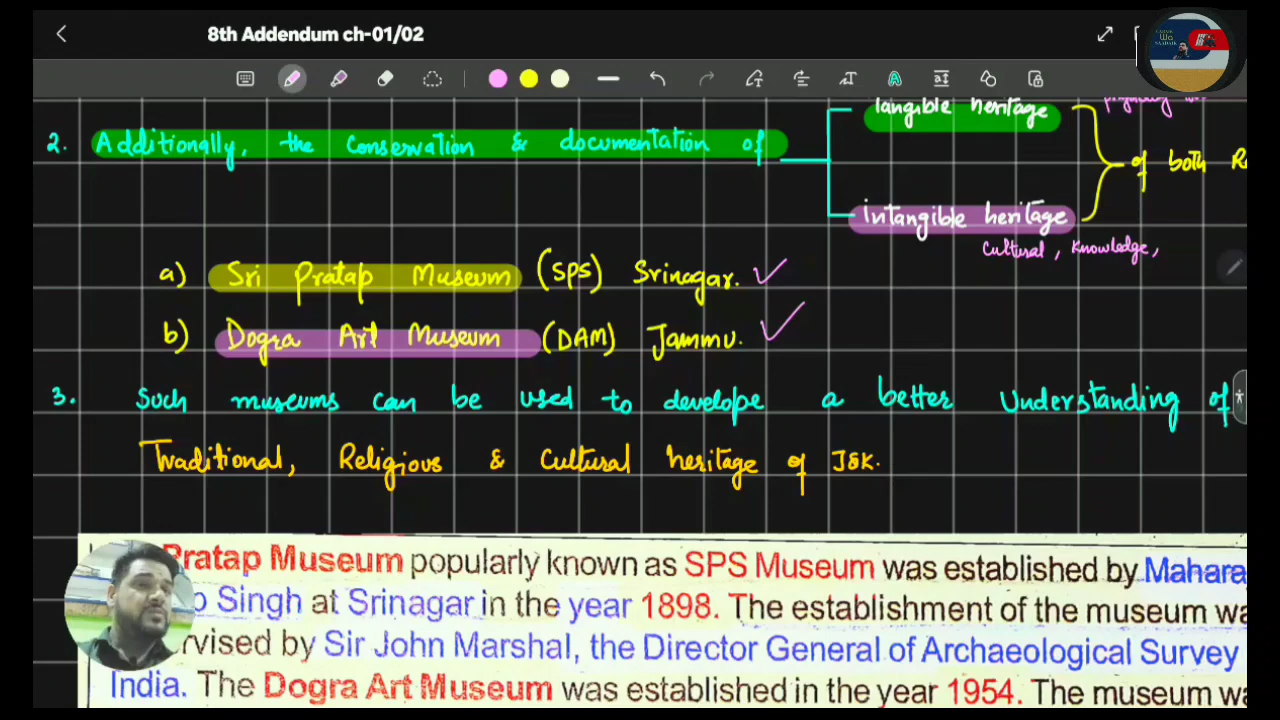 8th Addendum ch-01/02
Tangible heritage
2. Additionally, the conservation & documentation of
of both
Intangible heritage
Cultural, Knowledge,
a) Sri Pratap Museum (SPS) Srinagar. ✓
b) Dogra Art Museum (DAM) Jammu. ✓
3. Such museums can be used to develope a better Understanding of *
Traditional, Religious & Cultural heritage of J&K.
Pratap Museum popularly known as SPS Museum was established by Mahara
p Singh at Srinagar in the year 1898. The establishment of the museum wa
rvised by Sir John Marshal, the Director General of Archaeological Survey
India. The Dogra Art Museum was established in the year 1954. The museum wa